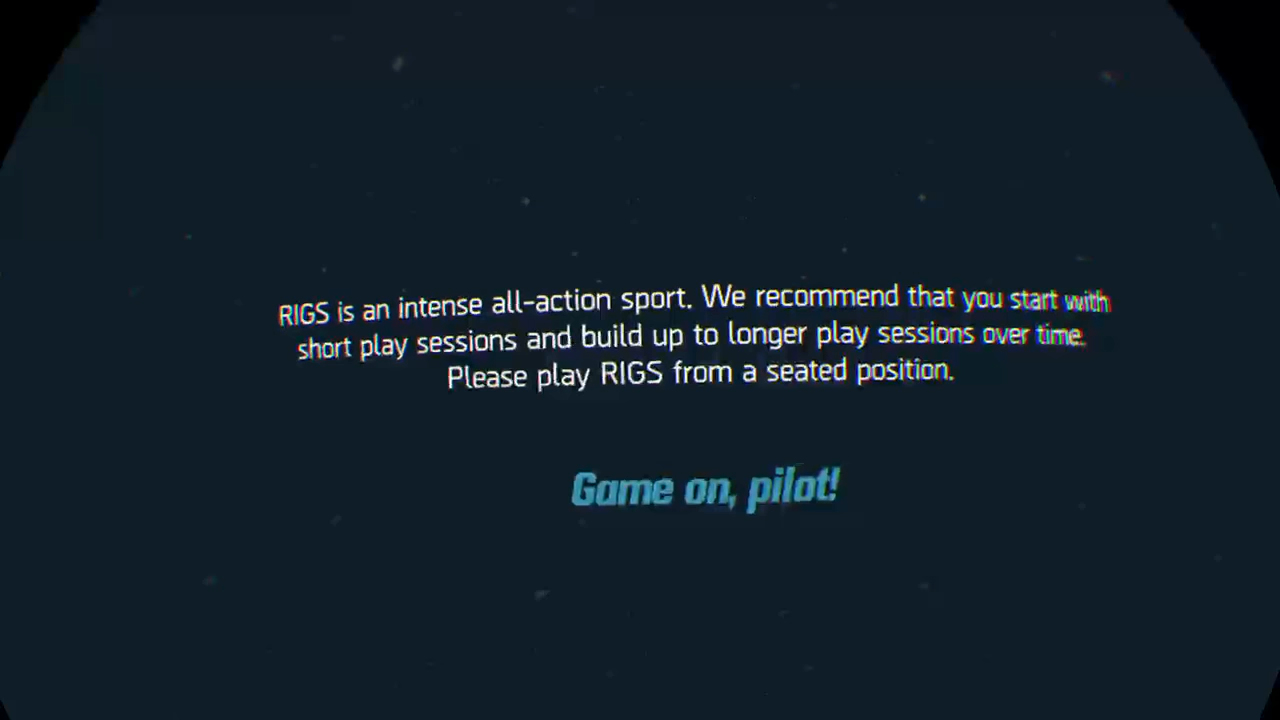 RIGS is an intense all-action sport. We recommend that you start with
short play sessions and build up to longer play sessions over time.
Please play RIGS from a seated position.
Game on, pilot!